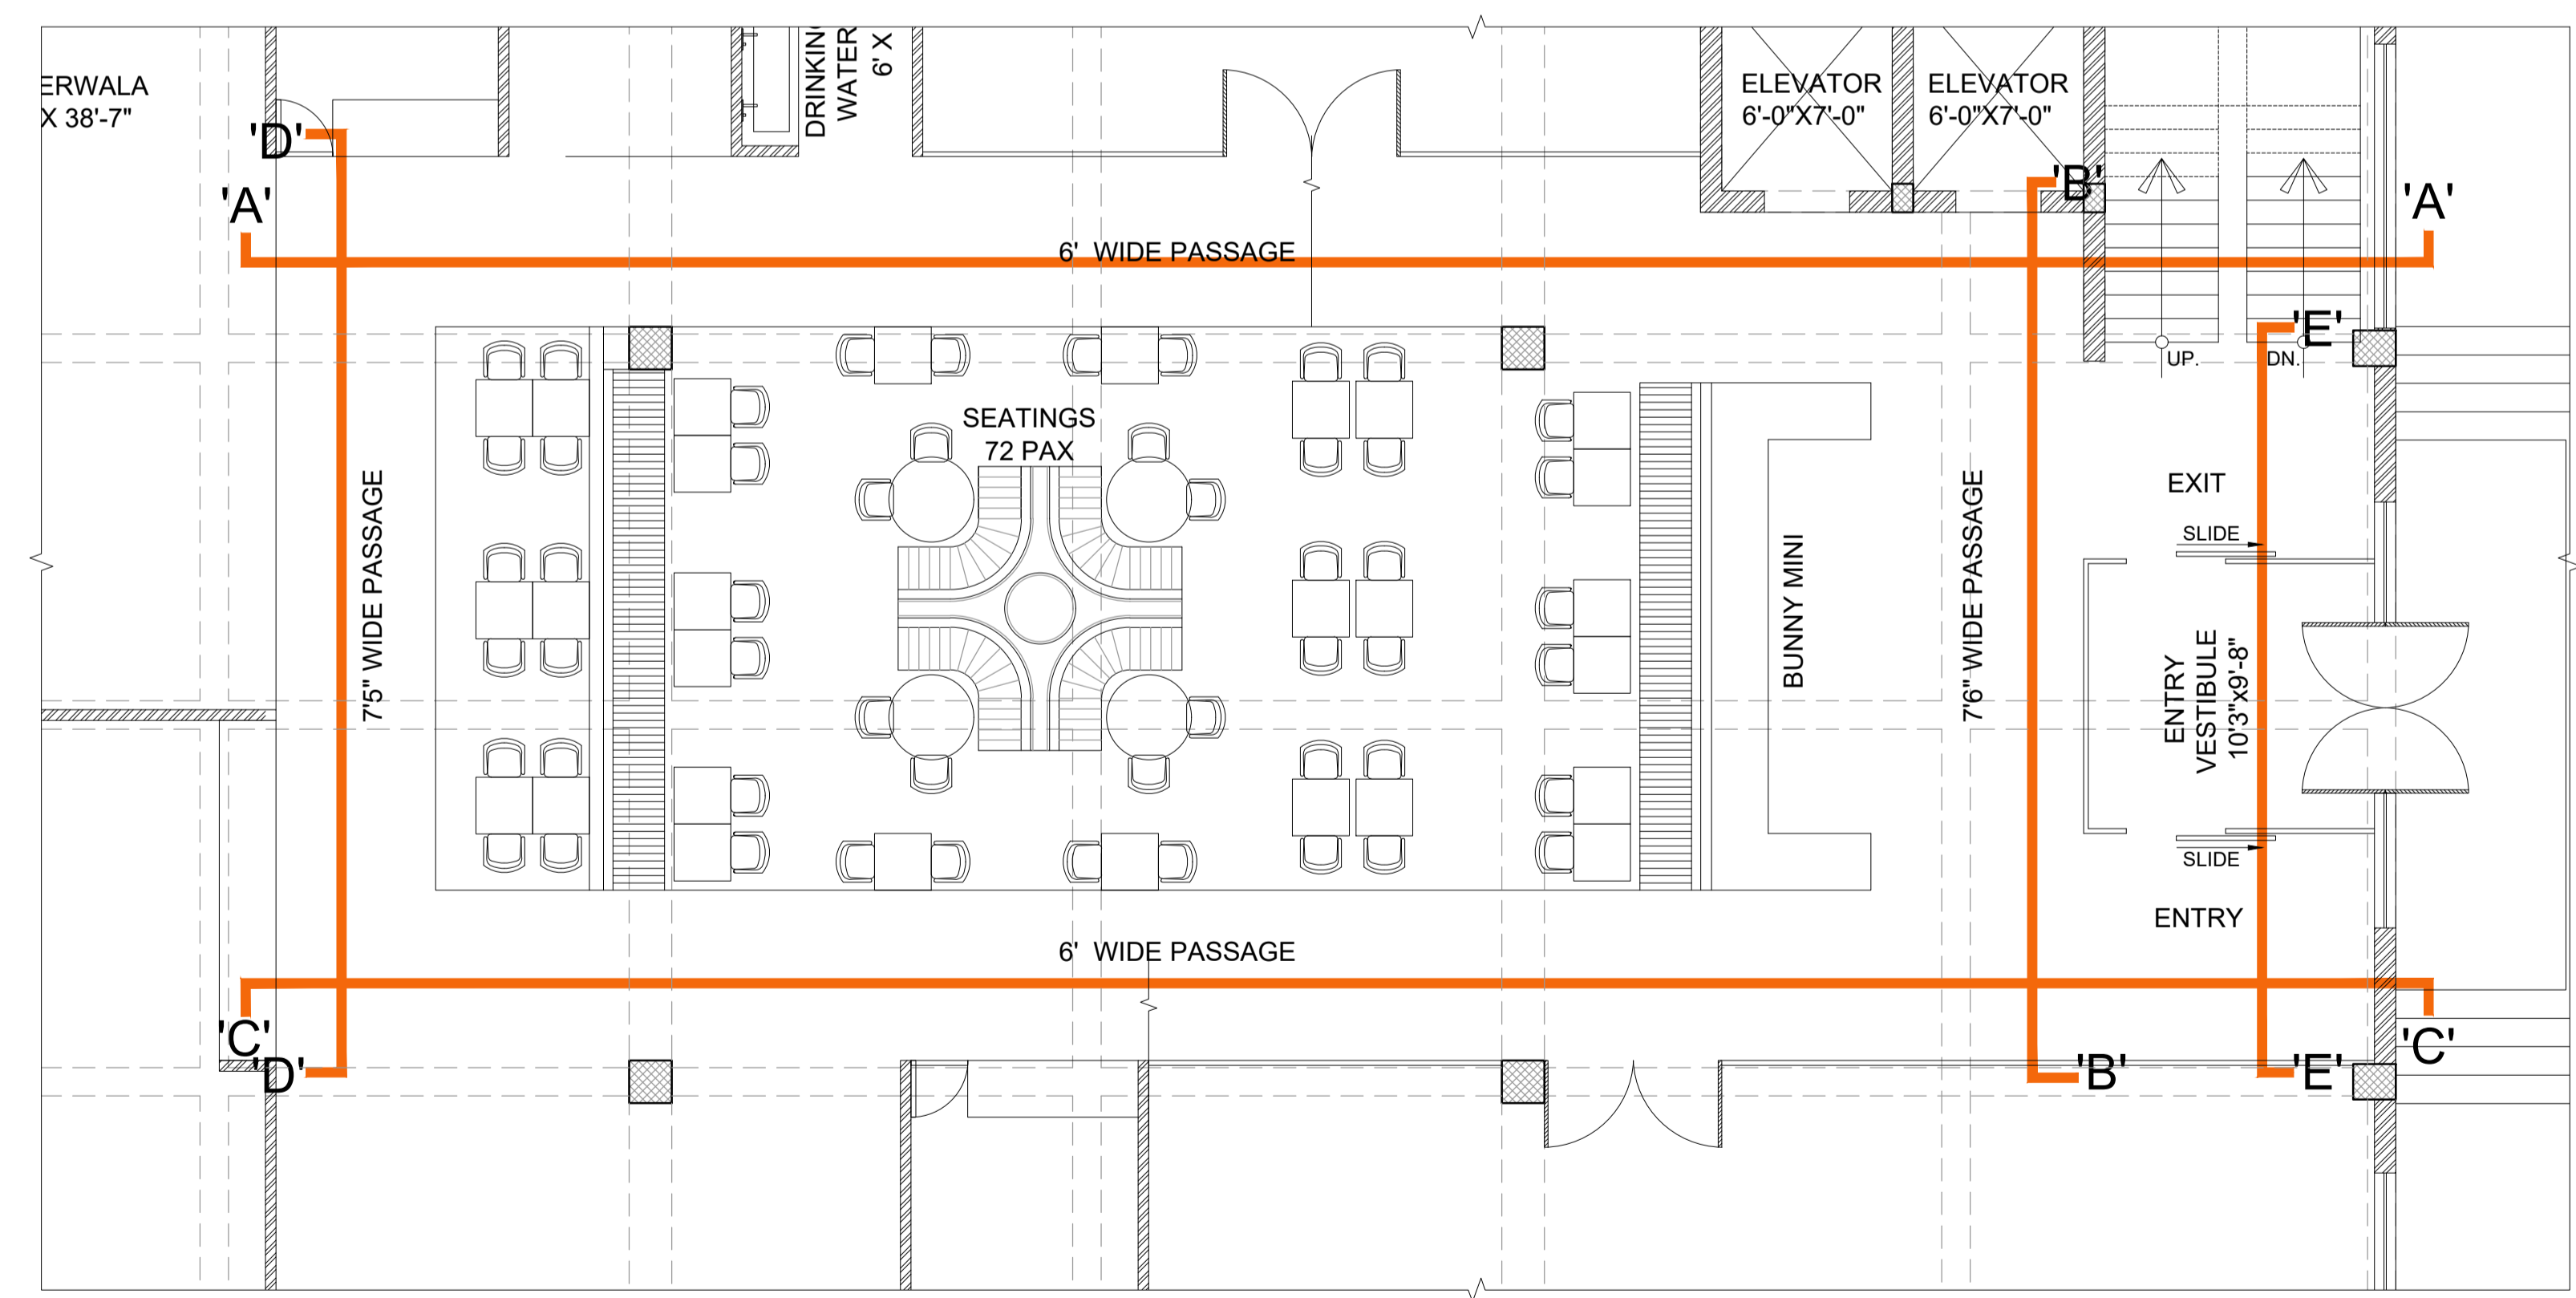 ERWALA
X 38'-7"
DRINKING
WATER
6' X
ELEVATOR
6'-0"X7'-0"
ELEVATOR
6'-0"X7'-0"
'D'
'A'
'B'
'A'
6' WIDE PASSAGE
'E'
UP.
DN.
SEATINGS
72 PAX
7'5" WIDE PASSAGE
BUNNY MINI
7'6" WIDE PASSAGE
EXIT
SLIDE
ENTRY
VESTIBULE
10'3"x9'-8"
SLIDE
ENTRY
6' WIDE PASSAGE
'C'
'D'
'B'
'E'
'C'